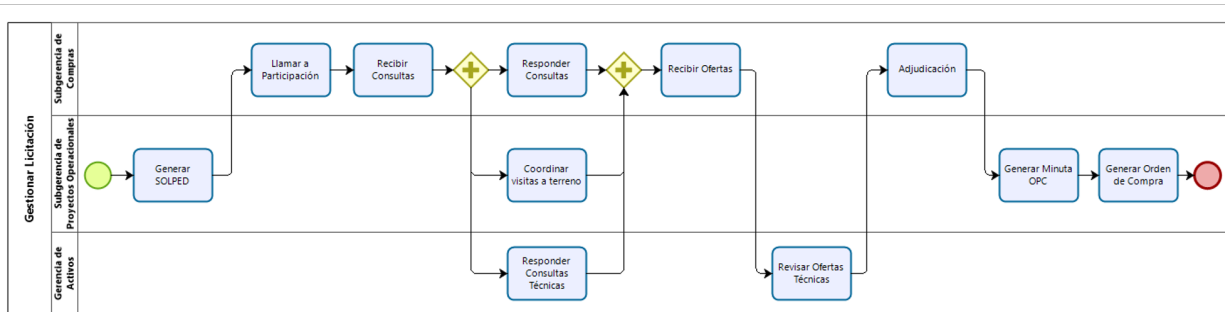 Gestionar Licitación
Subgerencia de
Compras
Llamar a
Participación
Recibir
Consultas
Responder
Consultas
Recibir Ofertas
Adjudicación
Subgerencia de
Proyectos Operacionales
Generar
SOLPED
Coordinar
visitas a terreno
Generar Minuta
OPC
Generar Orden
de Compra
Gerencia de
Activos
Responder
Consultas
Técnicas
Revisar Ofertas
Técnicas